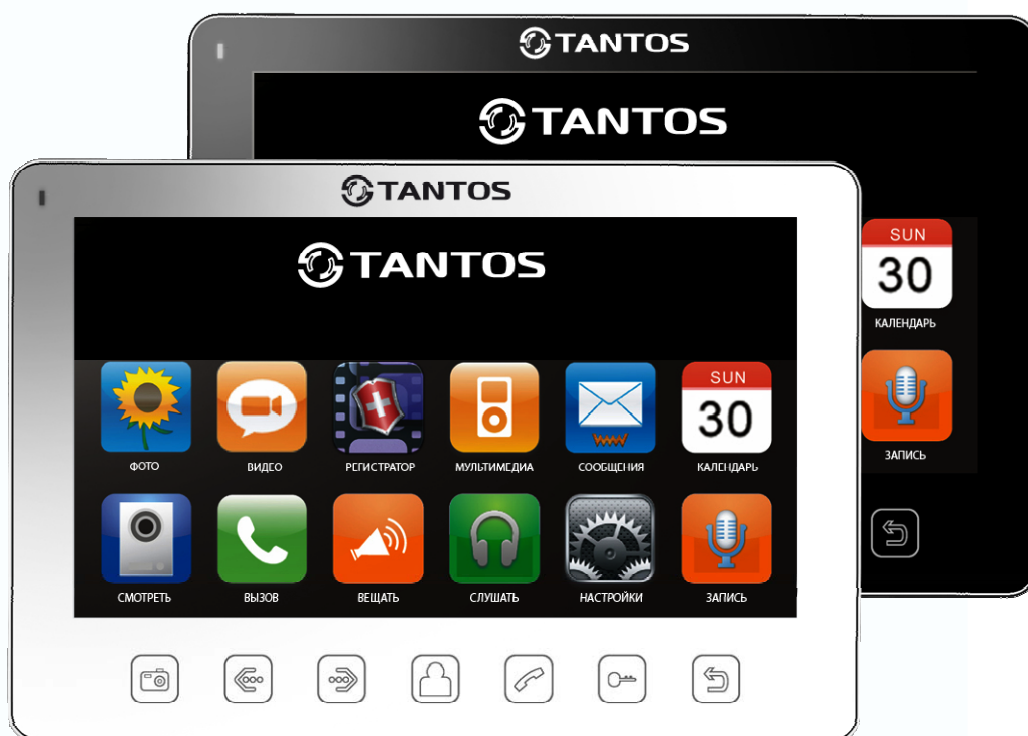 TANTOS
TANTOS
TANTOS
TANTOS
SUN
30
КАЛЕНДАРЬ
ЗАПИСЬ
SUN
30
ФОТО ВИДЕО РЕГИСТРАТОР МУЛЬТИМЕДИА СООБЩЕНИЯ КАЛЕНДАРЬ
СМОТРЕТЬ ВЫЗОВ ВЕЩАТЬ СЛУШАТЬ НАСТРОЙКИ ЗАПИСЬ